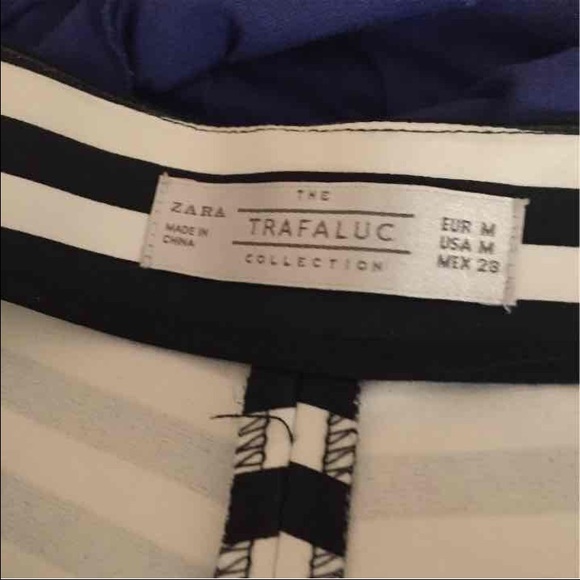 ZARA
MADE IN
CHINA
THE
TRAFALUC
COLLECTION
EUR M
USA M
MEX 28